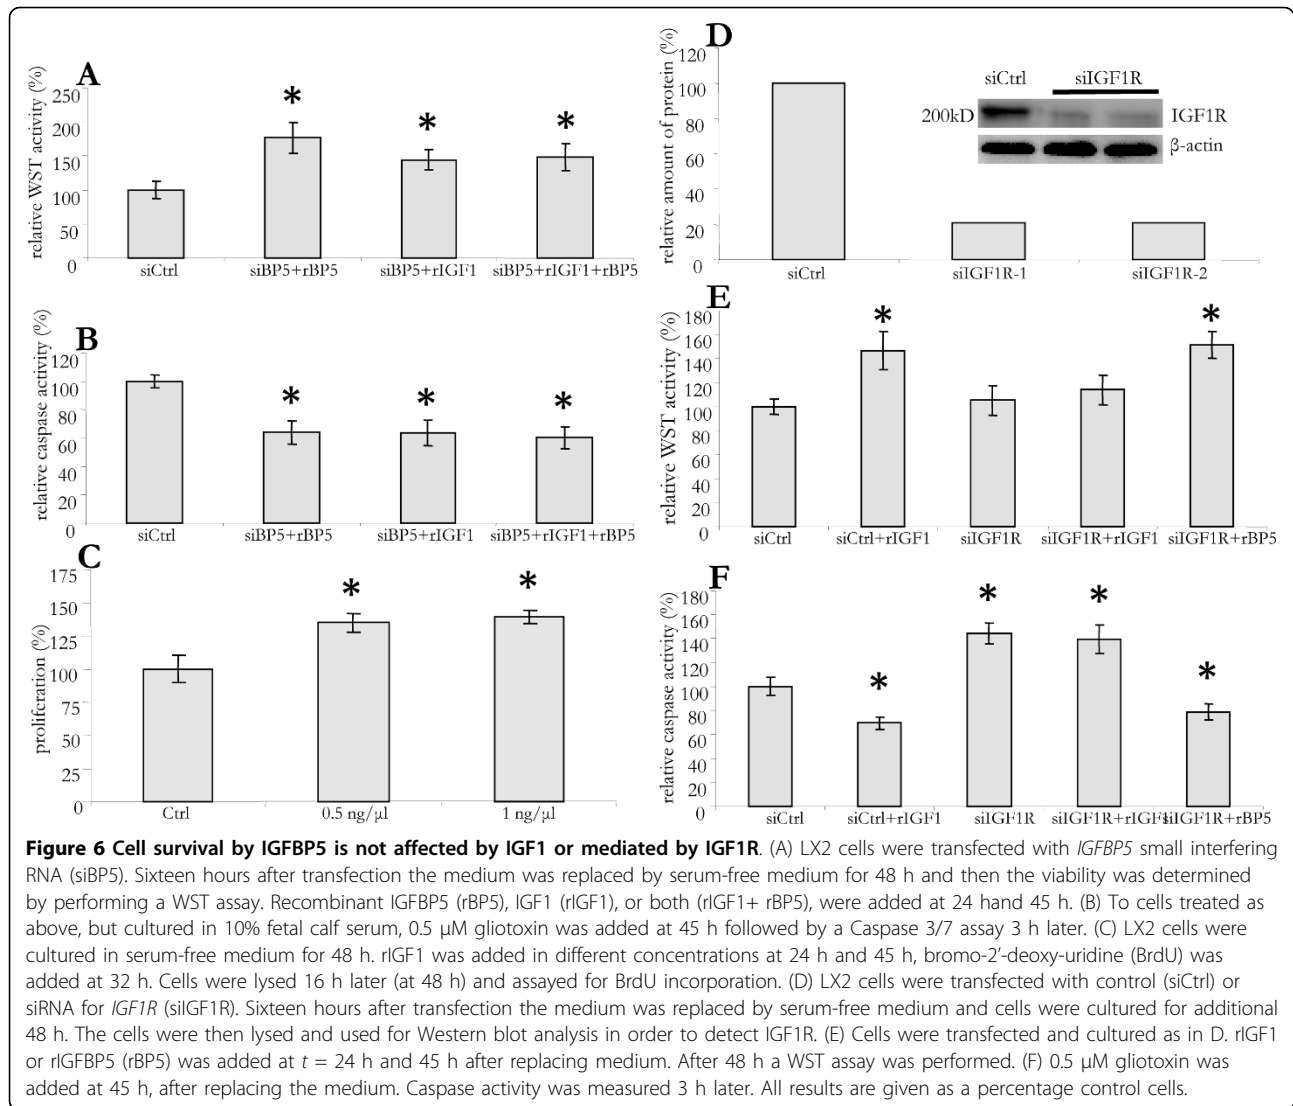 A
relative WST activity (%)
250
200
150
100
50
0
siCtrl
siBP5+rBP5
siBP5+rIGF1
siBP5+rIGF1+rBP5
*
*
*
B
relative caspase activity (%)
120
100
80
60
40
20
0
siCtrl
siBP5+rBP5
siBP5+rIGF1
siBP5+rIGF1+rBP5
*
*
*
C
proliferation (%)
175
150
125
100
75
50
25
0
Ctrl
0.5 ng/µl
1 ng/µl
*
*
D
relative amount of protein (%)
120
100
80
60
40
20
0
siCtrl
siIGF1R-1
siIGF1R-2
siCtrl
siIGF1R
200kD
IGF1R
β-actin
E
relative WST activity (%)
180
160
140
120
100
80
60
40
20
0
siCtrl
siCtrl+rIGF1
siIGF1R
siIGF1R+rIGF1
siIGF1R+rBP5
*
*
F
relative caspase activity (%)
180
160
140
120
100
80
60
40
20
0
siCtrl
siCtrl+rIGF1
siIGF1R
siIGF1R+rIGF
siIGF1R+rBP5
*
*
*
*
Figure 6 Cell survival by IGFBP5 is not affected by IGF1 or mediated by IGF1R. (A) LX2 cells were transfected with IGFBP5 small interfering
RNA (siBP5). Sixteen hours after transfection the medium was replaced by serum-free medium for 48 h and then the viability was determined
by performing a WST assay. Recombinant IGFBP5 (rBP5), IGF1 (rIGF1), or both (rIGF1+ rBP5), were added at 24 hand 45 h. (B) To cells treated as
above, but cultured in 10% fetal calf serum, 0.5 µM gliotoxin was added at 45 h followed by a Caspase 3/7 assay 3 h later. (C) LX2 cells were
cultured in serum-free medium for 48 h. rIGF1 was added in different concentrations at 24 h and 45 h, bromo-2’-deoxy-uridine (BrdU) was
added at 32 h. Cells were lysed 16 h later (at 48 h) and assayed for BrdU incorporation. (D) LX2 cells were transfected with control (siCtrl) or
siRNA for IGF1R (siIGF1R). Sixteen hours after transfection the medium was replaced by serum-free medium and cells were cultured for additional
48 h. The cells were then lysed and used for Western blot analysis in order to detect IGF1R. (E) Cells were transfected and cultured as in D. rIGF1
or rIGFBP5 (rBP5) was added at t = 24 h and 45 h after replacing medium. After 48 h a WST assay was performed. (F) 0.5 µM gliotoxin was
added at 45 h, after replacing the medium. Caspase activity was measured 3 h later. All results are given as a percentage control cells.